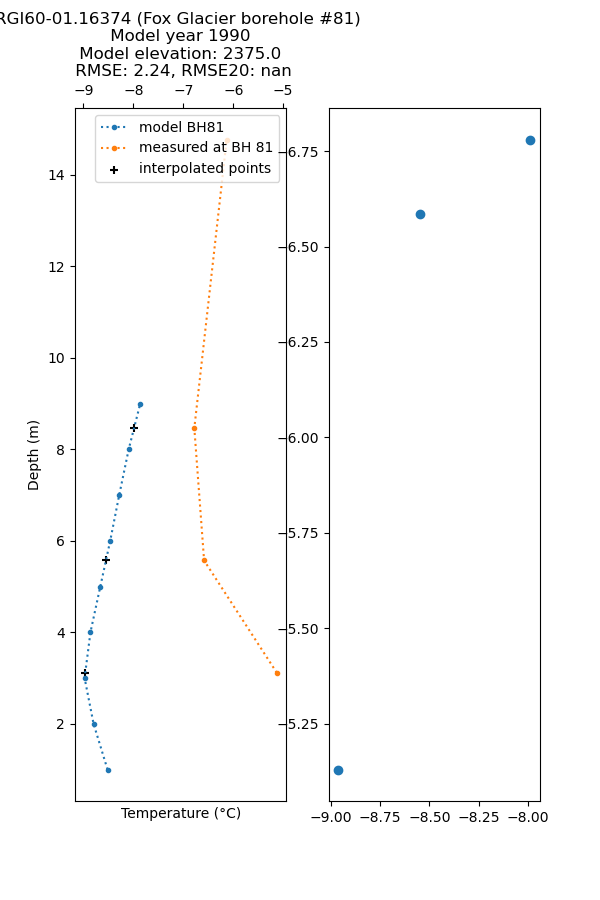 RGI60-01.16374 (Fox Glacier borehole #81)
Model year 1990
Model elevation: 2375.0
RMSE: 2.24, RMSE20: nan
−9 −8 −7 −6 −5
model BH81
measured at BH 81
interpolated points
14
12
10
8
6
4
2
Depth (m)
Temperature (°C)
−6.75
−6.50
−6.25
−6.00
−5.75
−5.50
−5.25
−9.00 −8.75 −8.50 −8.25 −8.00